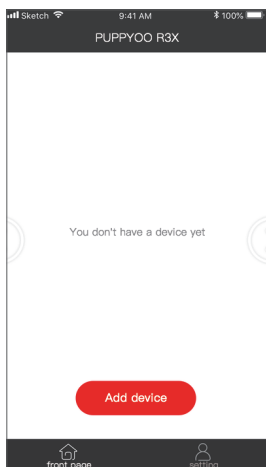 Sketch 9:41 AM 100%
PUPPYOO R3X
You don't have a device yet
Add device
front page setting